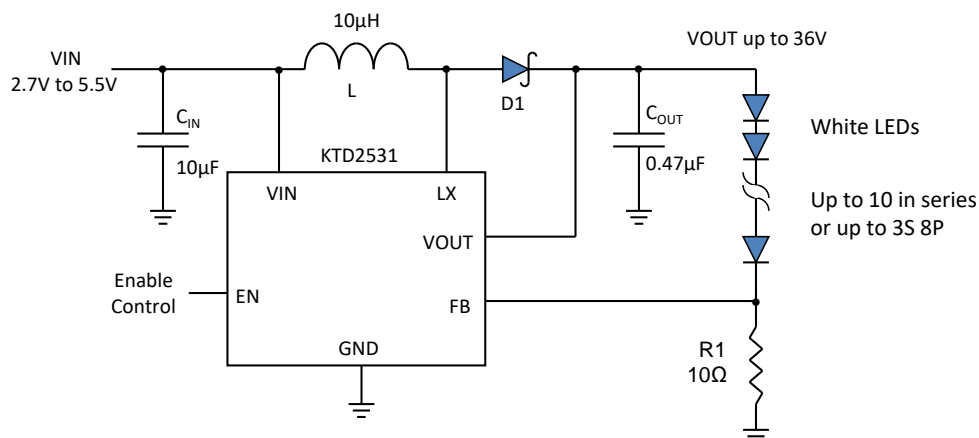 10µH
VIN
2.7V to 5.5V
VOUT up to 36V
L
D1
CIN
10µF
COUT
0.47µF
White LEDs
KTD2531
VIN
LX
Up to 10 in series
or up to 3S 8P
VOUT
Enable
Control
EN
FB
GND
R1
10Ω